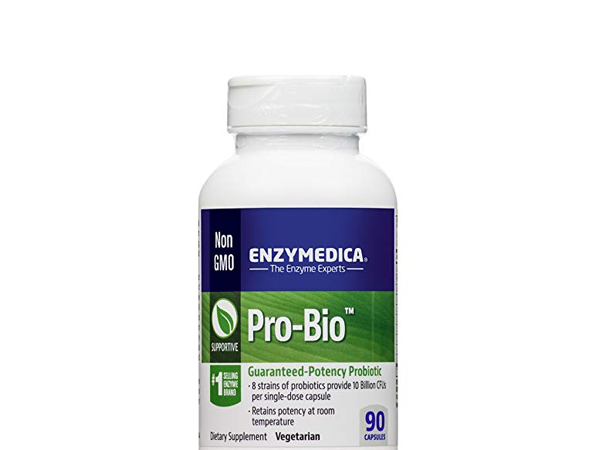 Non
GMO
ENZYMEDICA®
The Enzyme Experts
Pro-Bio™
SUPPORTIVE
Guaranteed-Potency Probiotic
#1 SELLING
ENZYME
BRAND
· 8 strains of probiotics provide 10 Billion CFUs
per single-dose capsule
· Retains potency at room
temperature
90
CAPSULES
Dietary Supplement Vegetarian